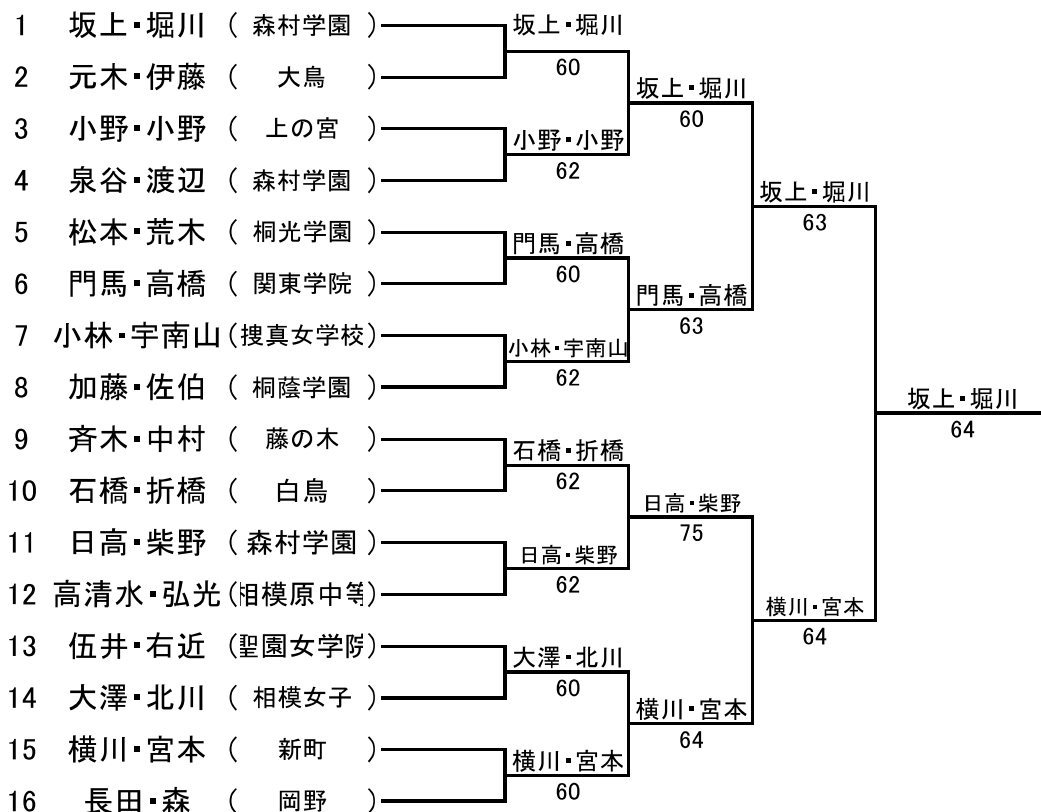 1 坂上・堀川 ( 森村学園 )
2 元木・伊藤 ( 大鳥 )
3 小野・小野 ( 上の宮 )
4 泉谷・渡辺 ( 森村学園 )
5 松本・荒木 ( 桐光学園 )
6 門馬・高橋 ( 関東学院 )
7 小林・宇南山 (捜真女学校)
8 加藤・佐伯 ( 桐蔭学園 )
9 斉木・中村 ( 藤の木 )
10 石橋・折橋 ( 白鳥 )
11 日高・柴野 ( 森村学園 )
12 高清水・弘光 (相模原中等)
13 伍井・右近 (聖園女学院)
14 大澤・北川 ( 相模女子 )
15 横川・宮本 ( 新町 )
16 長田・森 ( 岡野 )
坂上・堀川
60
小野・小野
62
門馬・高橋
60
小林・宇南山
62
石橋・折橋
62
日高・柴野
62
大澤・北川
60
横川・宮本
60
坂上・堀川
60
門馬・高橋
63
日高・柴野
75
横川・宮本
64
坂上・堀川
63
横川・宮本
64
坂上・堀川
64